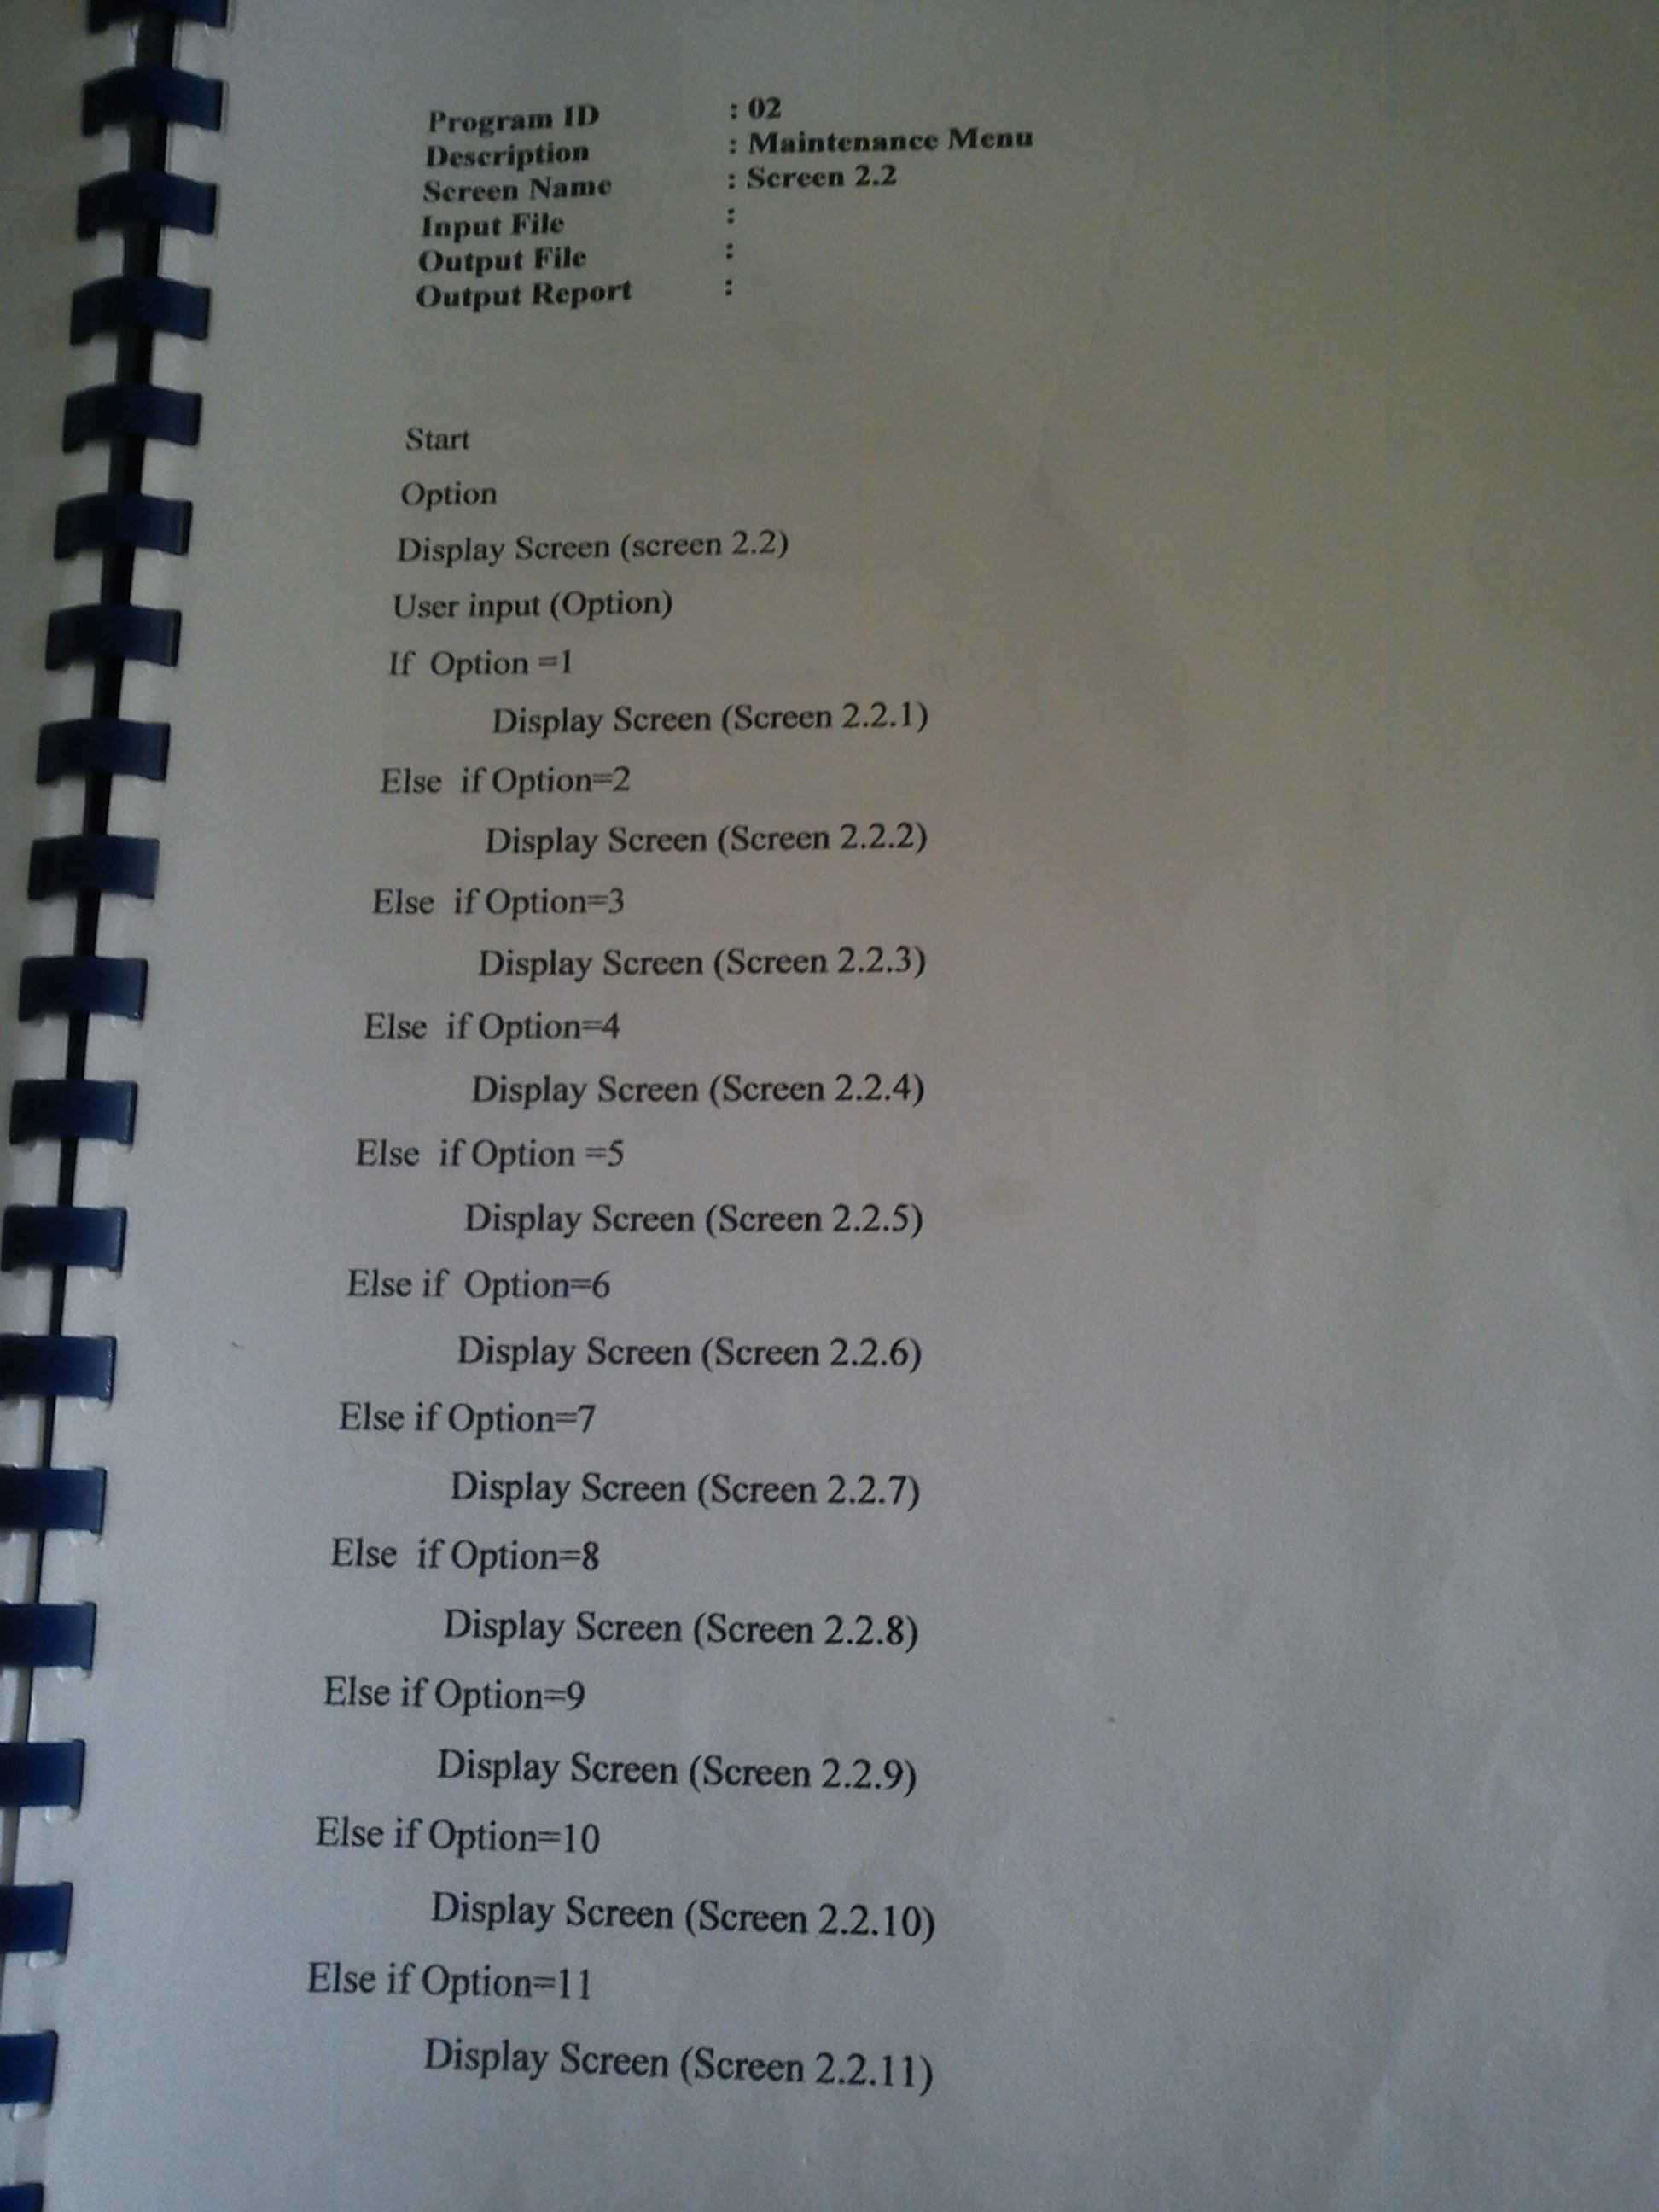 Program ID : 02
Description : Maintenance Menu
Screen Name : Screen 2.2
Input File :
Output File :
Output Report :
Start
Option
Display Screen (screen 2.2)
User input (Option)
If Option =1
Display Screen (Screen 2.2.1)
Else if Option=2
Display Screen (Screen 2.2.2)
Else if Option=3
Display Screen (Screen 2.2.3)
Else if Option=4
Display Screen (Screen 2.2.4)
Else if Option =5
Display Screen (Screen 2.2.5)
Else if Option=6
Display Screen (Screen 2.2.6)
Else if Option=7
Display Screen (Screen 2.2.7)
Else if Option=8
Display Screen (Screen 2.2.8)
Else if Option=9
Display Screen (Screen 2.2.9)
Else if Option=10
Display Screen (Screen 2.2.10)
Else if Option=11
Display Screen (Screen 2.2.11)